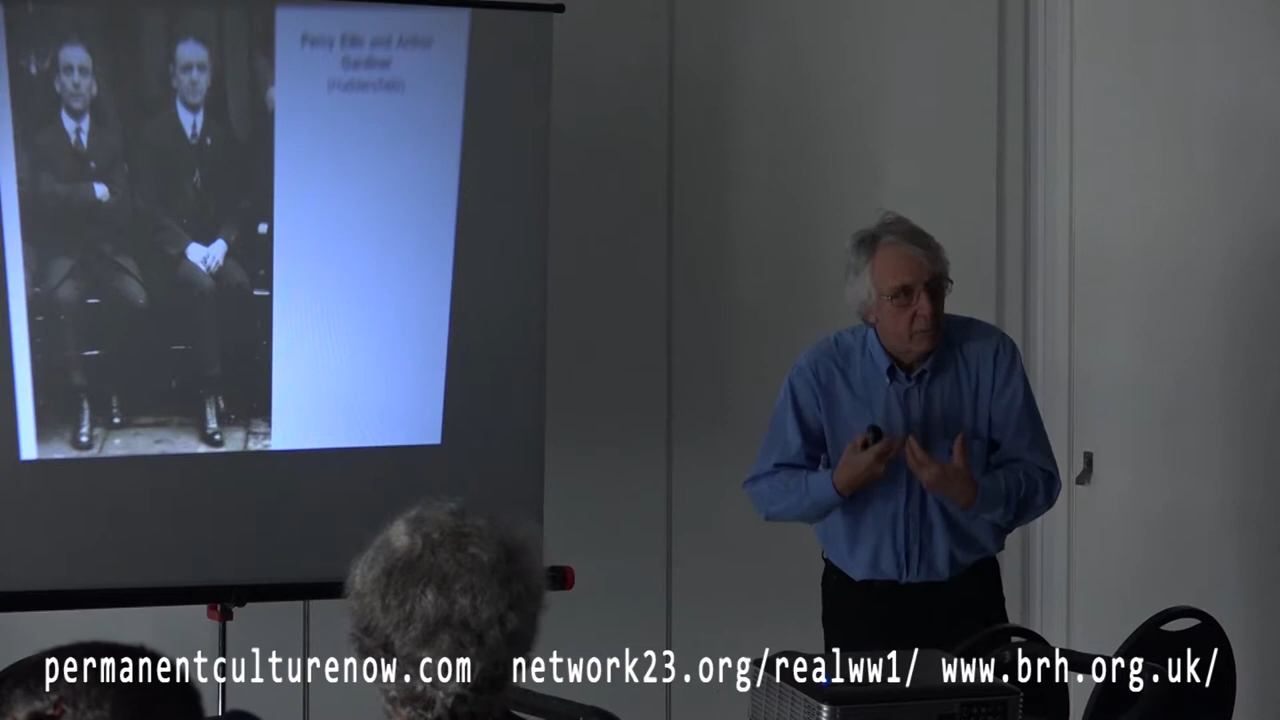 Percy Ellis and Arthur
Gardiner
(Huddersfield)
permanentculturenow.com network23.org/realww1/ www.brh.org.uk/